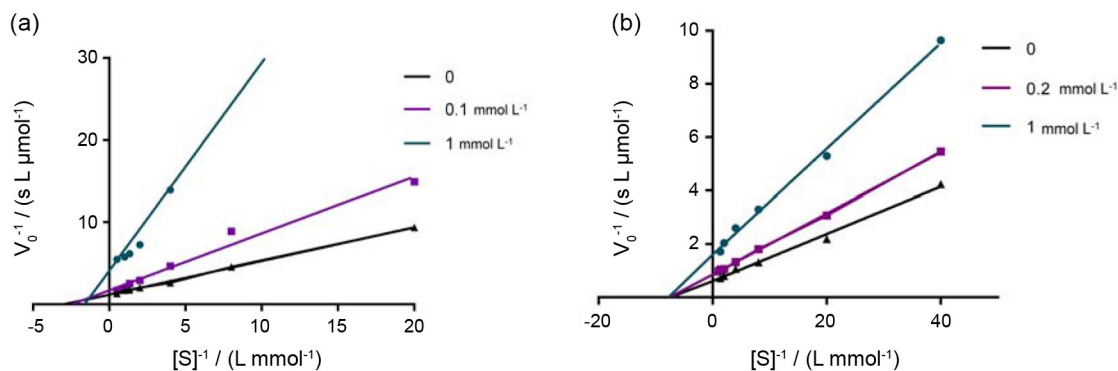 (a)
30
20
10
-5
0
5
10
15
20
V₀⁻¹ / (s L μmol⁻¹)
[S]⁻¹ / (L mmol⁻¹)
0
0.1 mmol L⁻¹
1 mmol L⁻¹
(b)
10
8
6
4
2
-20
0
20
40
V₀⁻¹ / (s L μmol⁻¹)
[S]⁻¹ / (L mmol⁻¹)
0
0.2 mmol L⁻¹
1 mmol L⁻¹